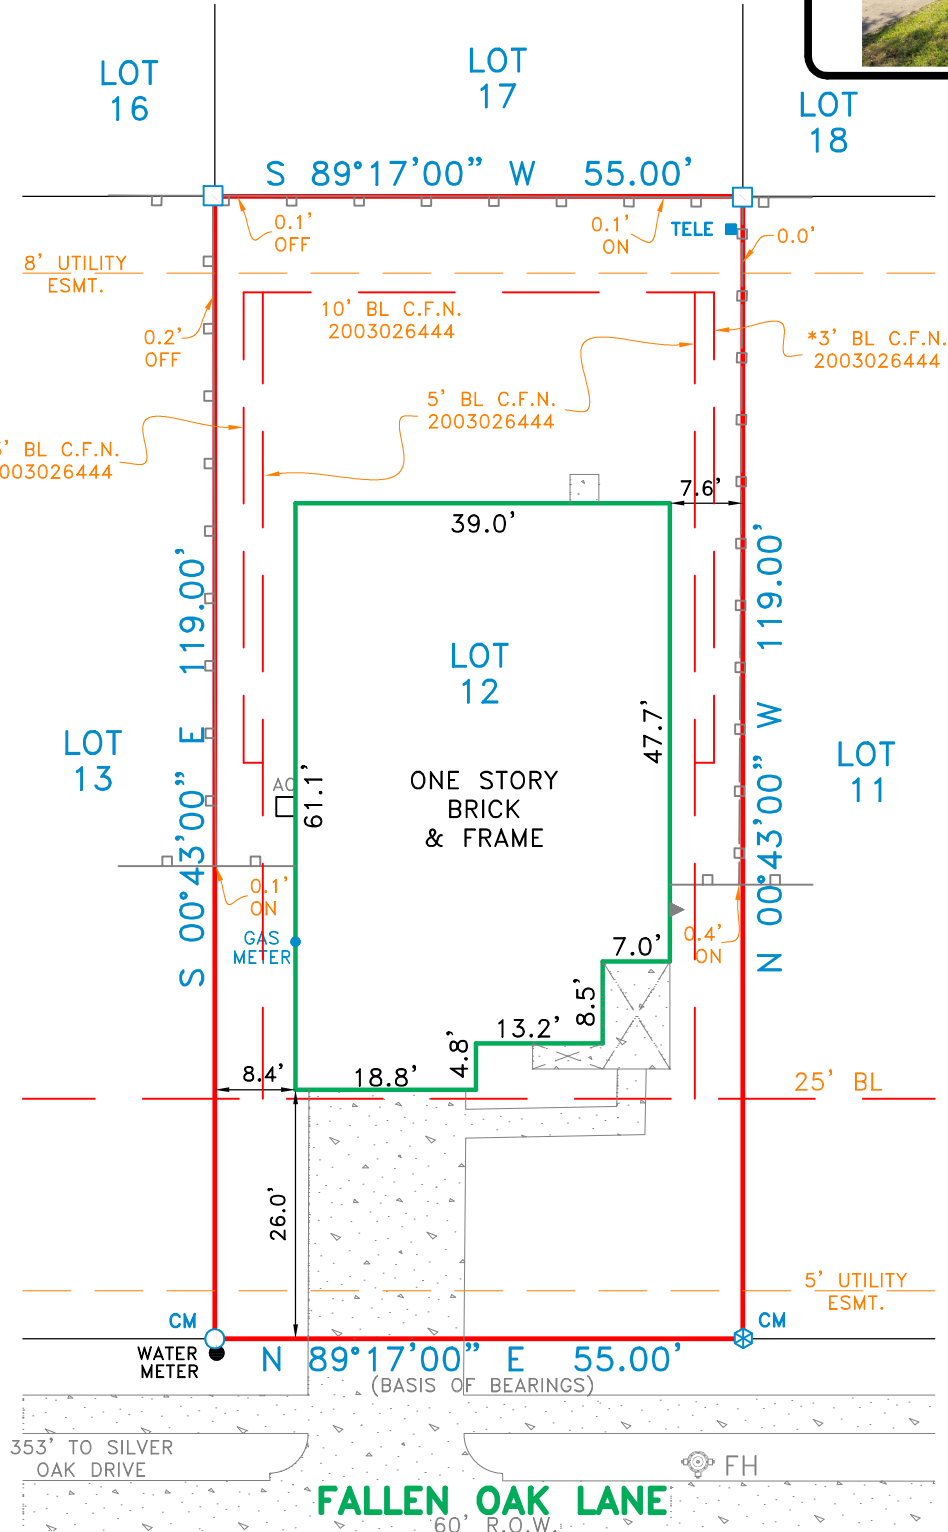 LOT
16
LOT
17
LOT
18
S 89°17'00" W 55.00'
0.1'
OFF
0.1'
ON
TELE
0.0'
8' UTILITY
ESMT.
10' BL C.F.N.
2003026444
0.2'
OFF
*3' BL C.F.N.
2003026444
5' BL C.F.N.
2003026444
' BL C.F.N.
003026444
7.6'
39.0'
S 00°43'00" E 119.00'
N 00°43'00" W 119.00'
LOT
12
47.7'
LOT
13
LOT
11
AC
61.1'
ONE STORY
BRICK
& FRAME
0.1'
ON
GAS
METER
0.4'
ON
7.0'
8.5'
13.2'
4.8'
18.8'
8.4'
25' BL
26.0'
5' UTILITY
ESMT.
CM
CM
WATER
METER
N 89°17'00" E 55.00'
(BASIS OF BEARINGS)
353' TO SILVER
OAK DRIVE
FH
FALLEN OAK LANE
60' R.O.W.